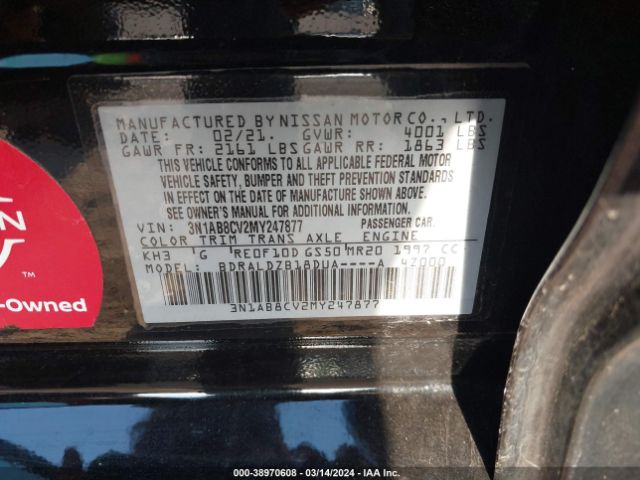 MANUFACTURED BY NISSAN MOTOR CO., LTD.
DATE: 02/21. GVWR: 4001 LBS
GAWR FR: 2161 LBS GAWR RR: 1863 LBS
THIS VEHICLE CONFORMS TO ALL APPLICABLE FEDERAL MOTOR
VEHICLE SAFETY, BUMPER AND THEFT PREVENTION STANDARDS
IN EFFECT ON THE DATE OF MANUFACTURE SHOWN ABOVE.
SEE OWNER'S MANUAL FOR ADDITIONAL INFORMATION.
VIN: 3N1AB8CV2MY247877 PASSENGER CAR.
COLOR TRIM TRANS AXLE ENGINE
KH3 G RE0F10D GS50 MR20 1997 CC
MODEL: BDRALDZB18DUA----A 4Z000
3N1AB8CV2MY247877
-Owned
000-38970608 - 03/14/2024 - IAA Inc.